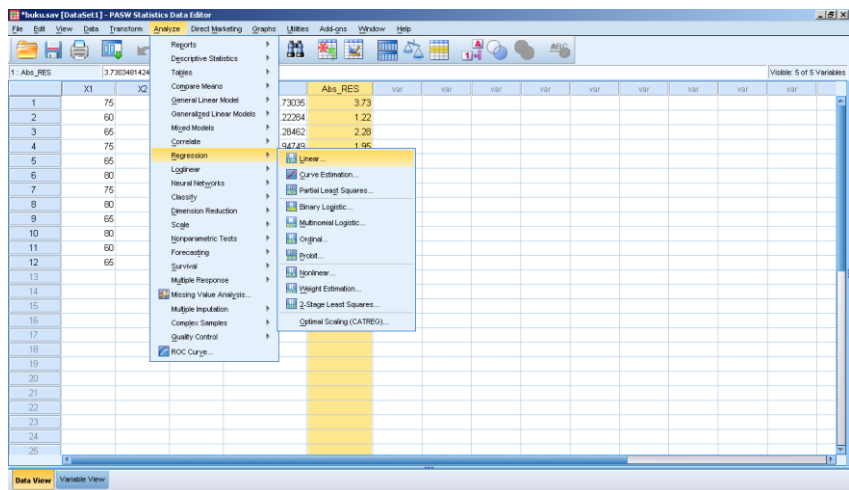 *buku.sav [DataSet1] - PASW Statistics Data Editor
File Edit View Data Transform Analyze Direct Marketing Graphs Utilities Add-ons Window Help
1 : Abs_RES 3.7303481424 Visible: 5 of 5 Variables
X1 X2 Abs_RES var var var var var var var
1 75 .73035 3.73
2 60 .22284 1.22
3 65 .28462 2.28
4 75 .94749 1.95
5 65
6 80
7 75
8 80
9 65
10 80
11 60
12 65
13
14
15
16
17
18
19
20
21
22
23
24
25
Reports
Descriptive Statistics
Tables
Compare Means
General Linear Model
Generalized Linear Models
Mixed Models
Correlate
Regression
Loglinear
Neural Networks
Classify
Dimension Reduction
Scale
Nonparametric Tests
Forecasting
Survival
Multiple Response
Missing Value Analysis...
Multiple Imputation
Complex Samples
Quality Control
ROC Curve...
Linear...
Curve Estimation...
Partial Least Squares...
Binary Logistic...
Multinomial Logistic...
Ordinal...
Probit...
Nonlinear...
Weight Estimation...
2-Stage Least Squares...
Optimal Scaling (CATREG)...
Data View Variable View